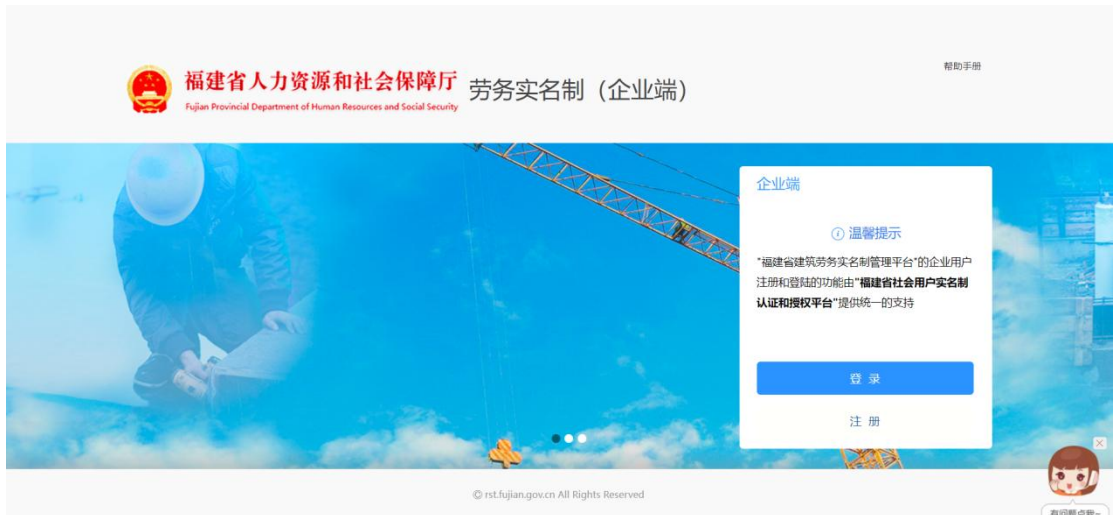 帮助手册
福建省人力资源和社会保障厅
Fujian Provincial Department of Human Resources and Social Security
劳务实名制（企业端）
企业端
温馨提示
"福建省建筑劳务实名制管理平台"的企业用户
注册和登陆的功能由"福建省社会用户实名制
认证和授权平台"提供统一的支持
登 录
注 册
© rst.fujian.gov.cn All Rights Reserved
有问题点我~